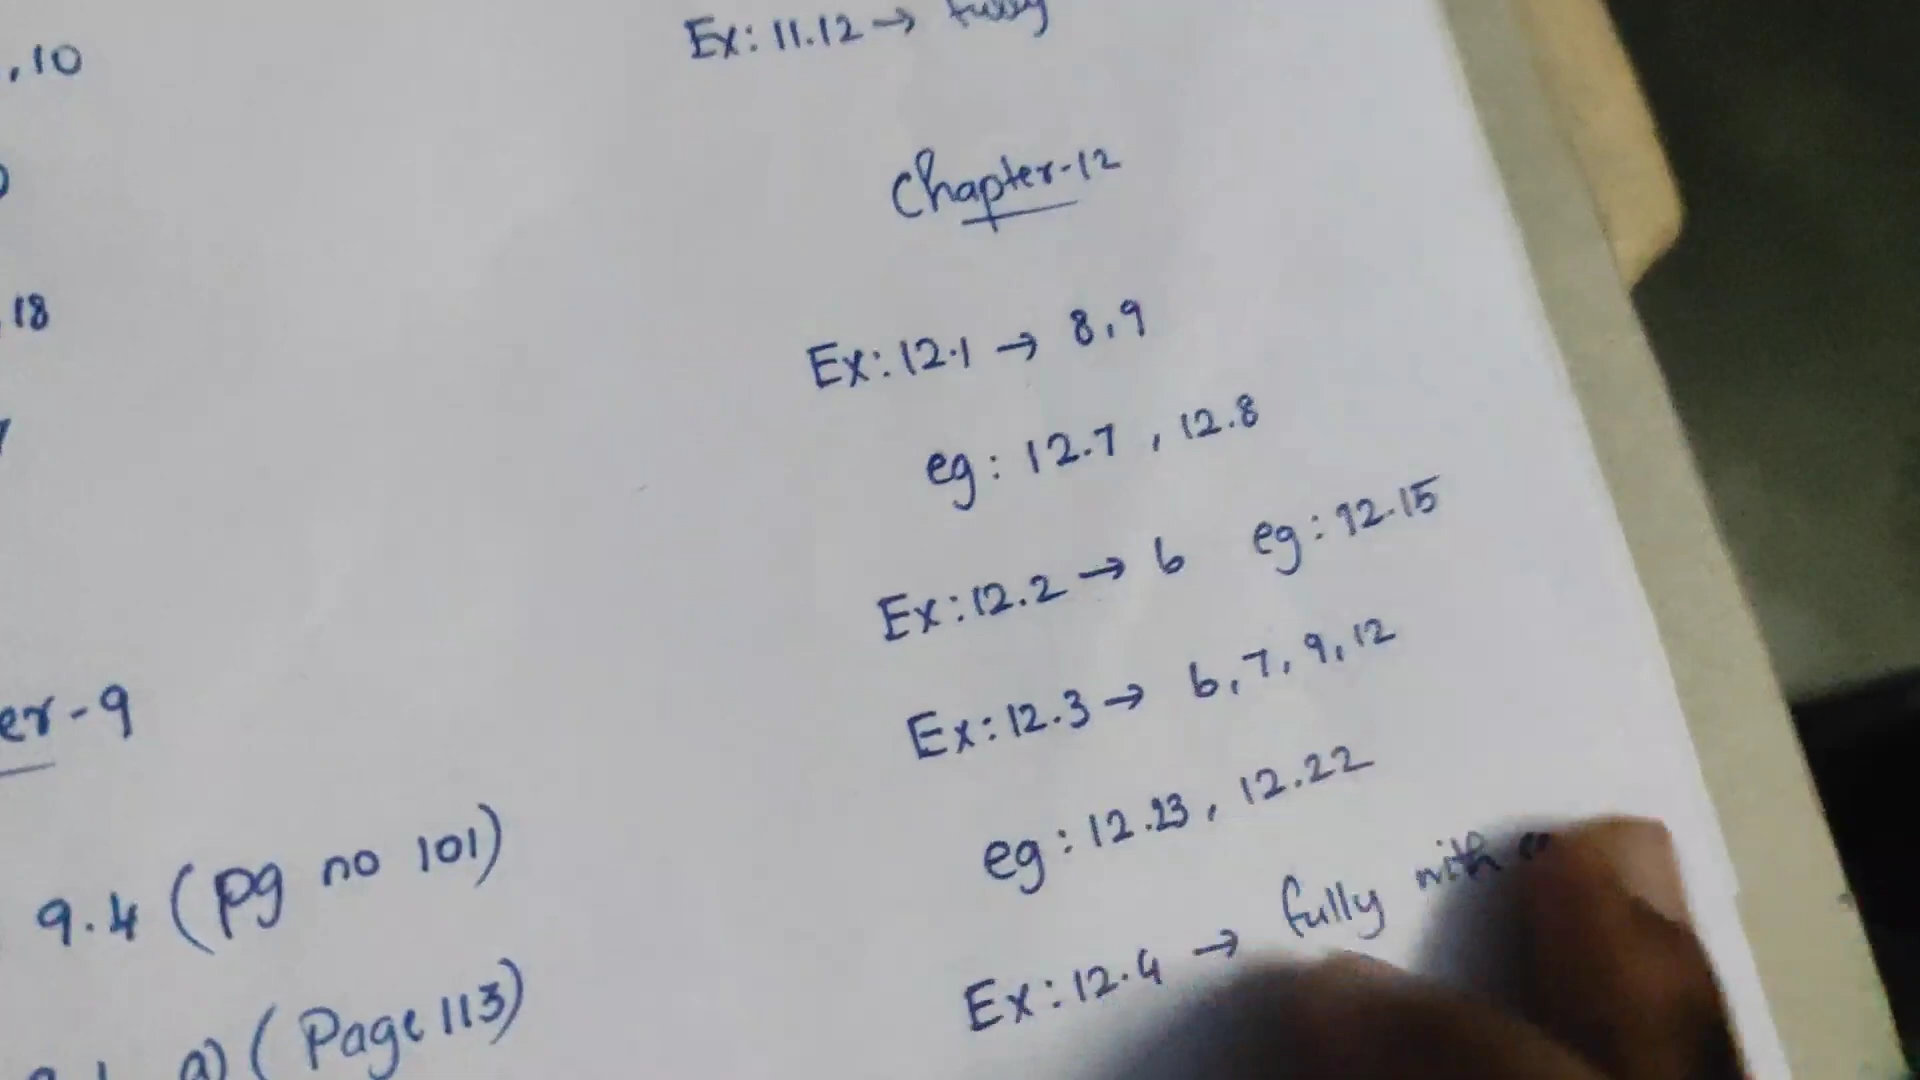 , 10
18
er-9
9.4 (pg no 101)
a) (Page 113)
Ex: 11.12 → fully
Chapter-12
Ex: 12.1 → 8, 9
eg: 12.7, 12.8
Ex: 12.2 → 6 eg: 12.15
Ex: 12.3 → 6, 7, 9, 12
eg: 12.23, 12.22
Ex: 12.4 → fully with